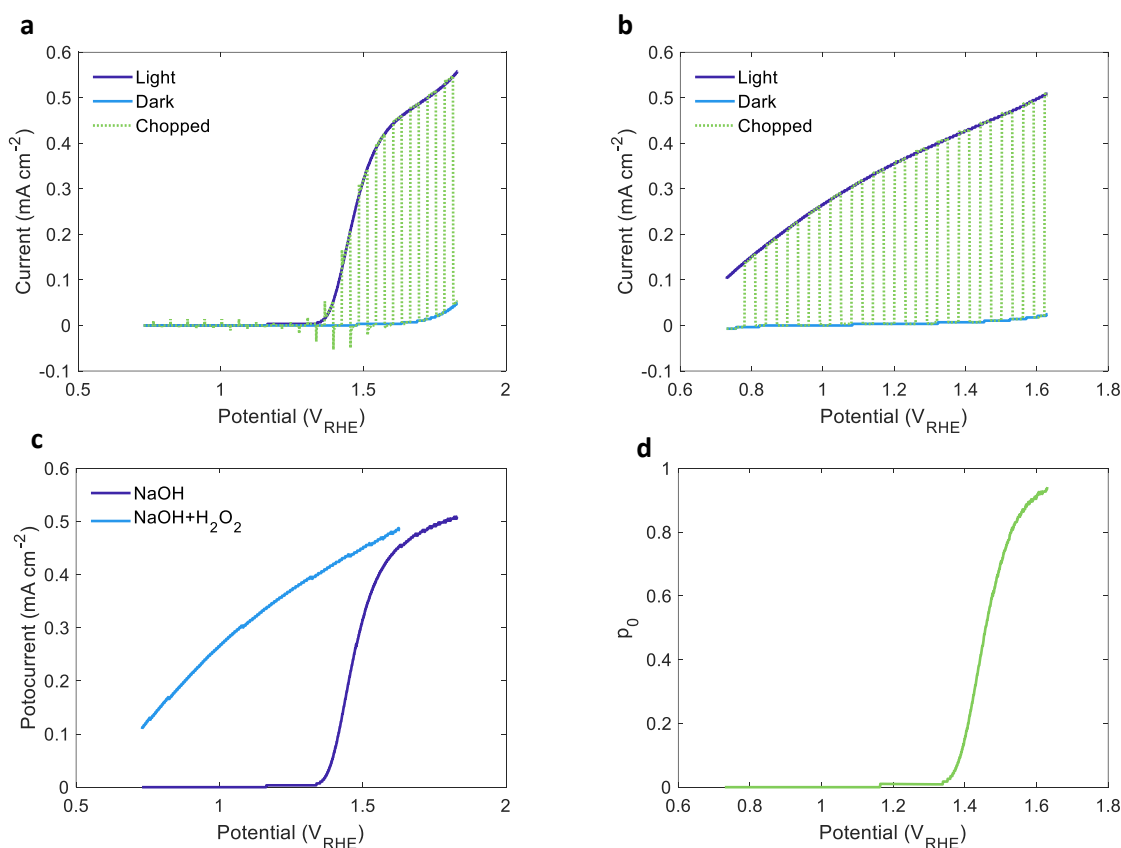 a
0.6
0.5
0.4
0.3
0.2
0.1
0
-0.1
0.5
1
1.5
2
Current (mA cm-2)
Potential (VRHE)
Light
Dark
Chopped
b
0.6
0.5
0.4
0.3
0.2
0.1
0
-0.1
0.6
0.8
1
1.2
1.4
1.6
1.8
Current (mA cm-2)
Potential (VRHE)
Light
Dark
Chopped
c
0.6
0.5
0.4
0.3
0.2
0.1
0
0.5
1
1.5
2
Potocurrent (mA cm-2)
Potential (VRHE)
NaOH
NaOH+H2O2
d
1
0.8
0.6
0.4
0.2
0
0.6
0.8
1
1.2
1.4
1.6
1.8
p0
Potential (VRHE)